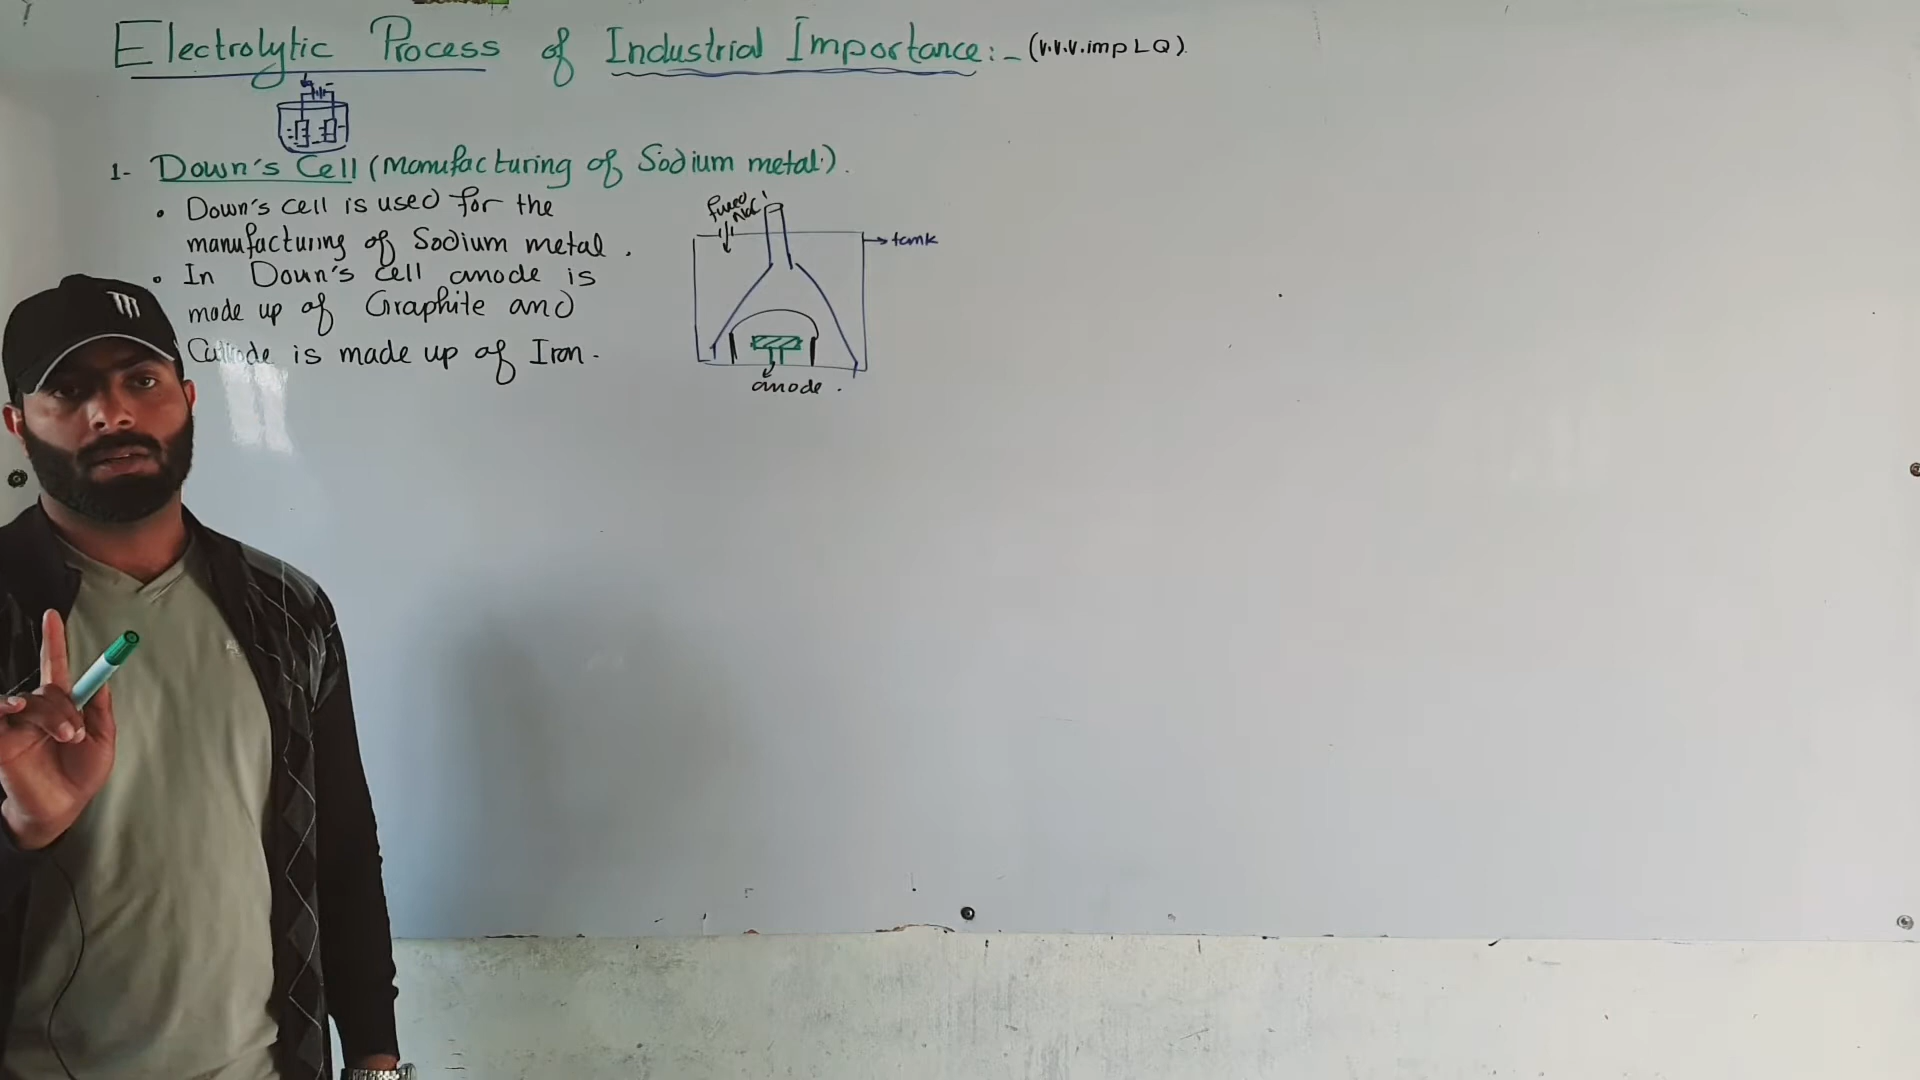 Electrolytic Process of Industrial Importance:- (v.v.v.imp LQ).
1- Down's Cell (Manufacturing of Sodium metal).
• Down's cell is used for the
manufacturing of Sodium metal.
• In Down's cell anode is
made up of Graphite and
Cathode is made up of Iron.
fused
NaCl
tank
anode.